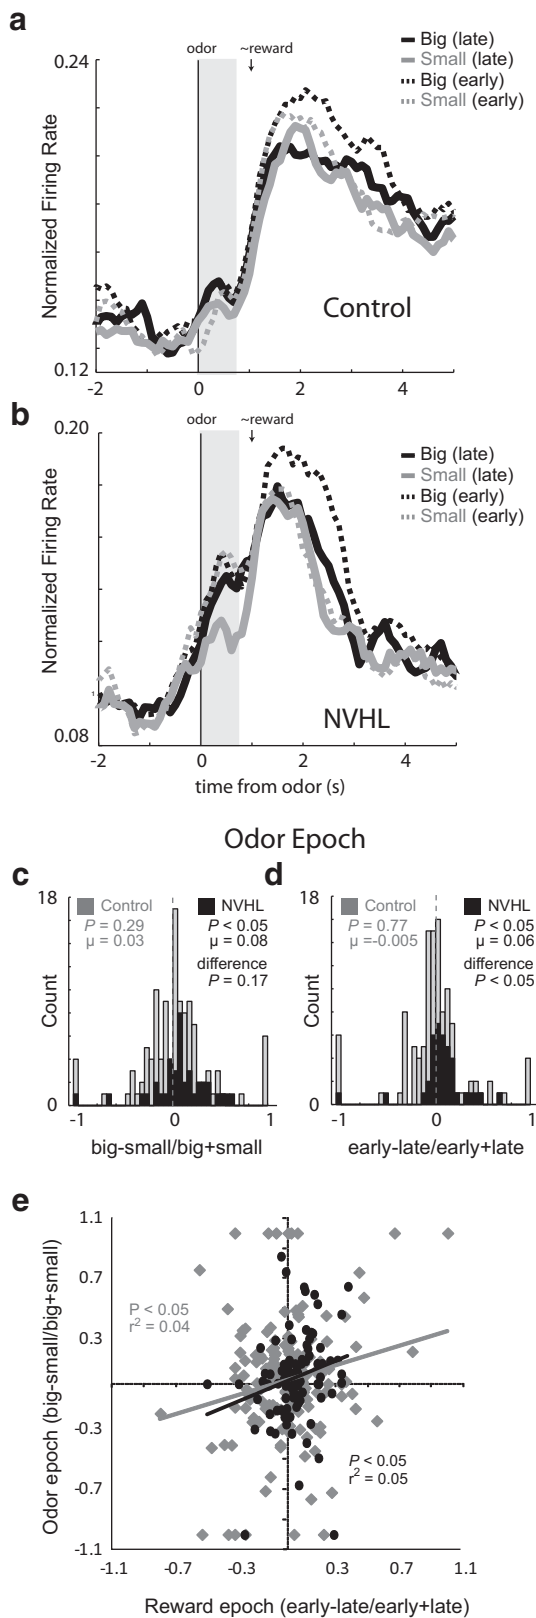 a
odor
~reward
Big (late)
Small (late)
Big (early)
Small (early)
0.24
Normalized Firing Rate
Control
0.12
-2
0
2
4
b
odor
~reward
0.20
Big (late)
Small (late)
Big (early)
Small (early)
Normalized Firing Rate
NVHL
0.08
-2
0
2
4
time from odor (s)
Odor Epoch
c
18
Control
P = 0.29
μ = 0.03
NVHL
P < 0.05
μ = 0.08
difference
P = 0.17
Count
0
-1
0
1
big-small/big+small
d
18
Control
P = 0.77
μ =-0.005
NVHL
P < 0.05
μ = 0.06
difference
P < 0.05
Count
0
-1
0
1
early-late/early+late
e
1.1
0.7
0.3
-0.3
-0.7
-1.1
Odor epoch (big-small/big+small)
P < 0.05
r2 = 0.04
P < 0.05
r2 = 0.05
-1.1
-0.7
-0.3
0.3
0.7
1.1
Reward epoch (early-late/early+late)